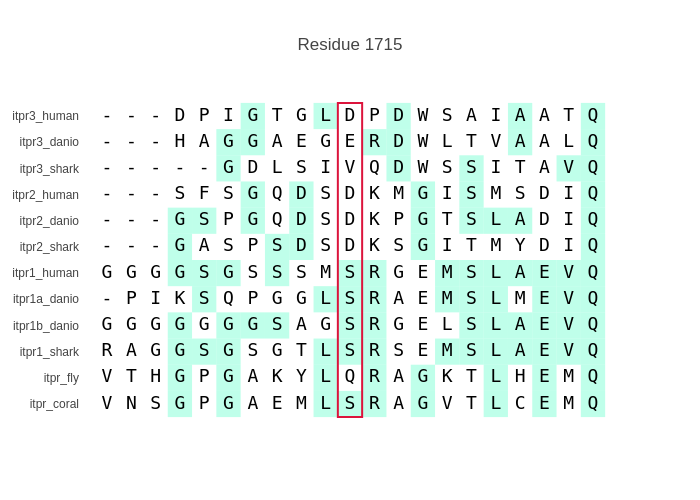 Residue 1715
itpr3_human - - - D P I G T G L D P D W S A I A A T Q
itpr3_danio - - - H A G G A E G E R D W L T V A A L Q
itpr3_shark - - - - - G D L S I V Q D W S S I T A V Q
itpr2_human - - - S F S G Q D S D K M G I S M S D I Q
itpr2_danio - - - G S P G Q D S D K P G T S L A D I Q
itpr2_shark - - - G A S P S D S D K S G I T M Y D I Q
itpr1_human G G G G S G S S S M S R G E M S L A E V Q
itpr1a_danio - P I K S Q P G G L S R A E M S L M E V Q
itpr1b_danio G G G G G G G S A G S R G E L S L A E V Q
itpr1_shark R A G G S G S G T L S R S E M S L A E V Q
itpr_fly V T H G P G A K Y L Q R A G K T L H E M Q
itpr_coral V N S G P G A E M L S R A G V T L C E M Q